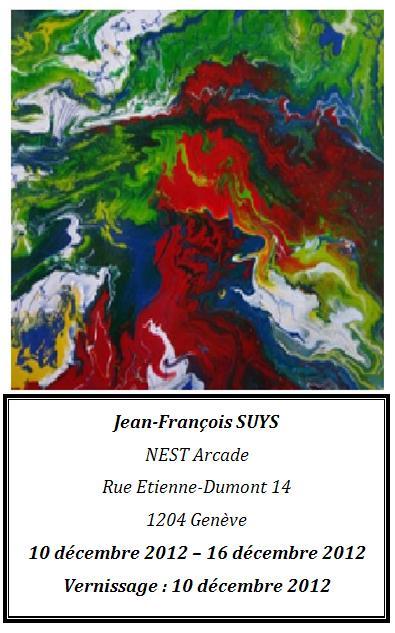 Jean-François SUYS
NEST Arcade
Rue Etienne-Dumont 14
1204 Genève
10 décembre 2012 – 16 décembre 2012
Vernissage : 10 décembre 2012